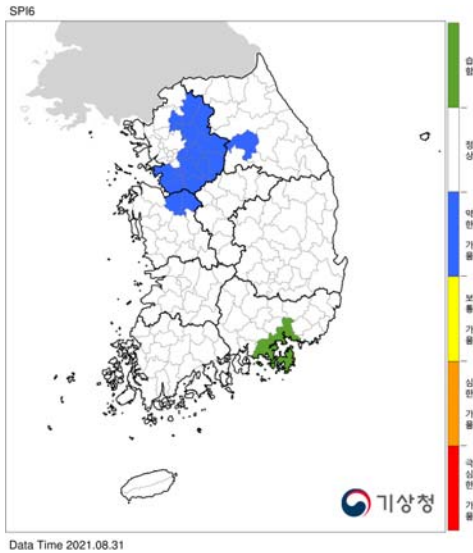 SPI6
습함
정상
약한 가뭄
보통 가뭄
심한 가뭄
극심한 가뭄
기상청
Data Time 2021.08.31